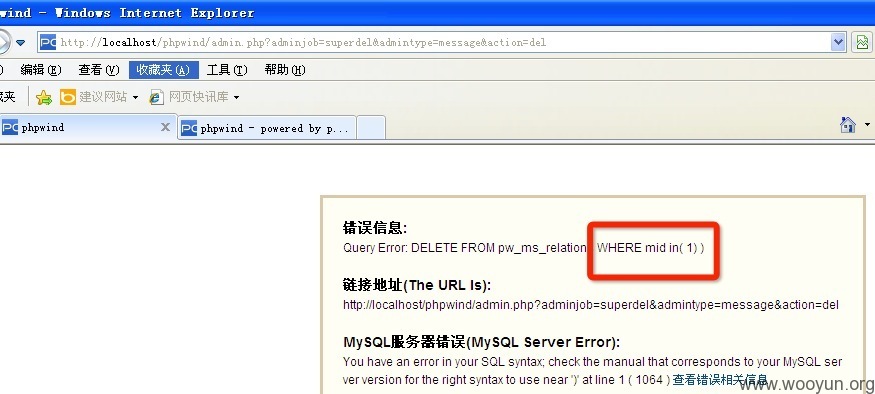 wind - Windows Internet Explorer
http://localhost/phpwind/admin.php?adminjob=superdel&admintype=message&action=del
) 编辑(E) 查看(V) 收藏夹(A) 工具(T) 帮助(H)
藏夹 建议网站 网页快讯库
phpwind X phpwind - powered by p...
错误信息:
Query Error: DELETE FROM pw_ms_relations WHERE mid in( 1) )
链接地址(The URL Is):
http://localhost/phpwind/admin.php?adminjob=superdel&admintype=message&action=del
MySQL服务器错误(MySQL Server Error):
You have an error in your SQL syntax; check the manual that corresponds to your MySQL ser
ver version for the right syntax to use near ')' at line 1 ( 1064 ) 查看错误相关信息
www.wooyun.org